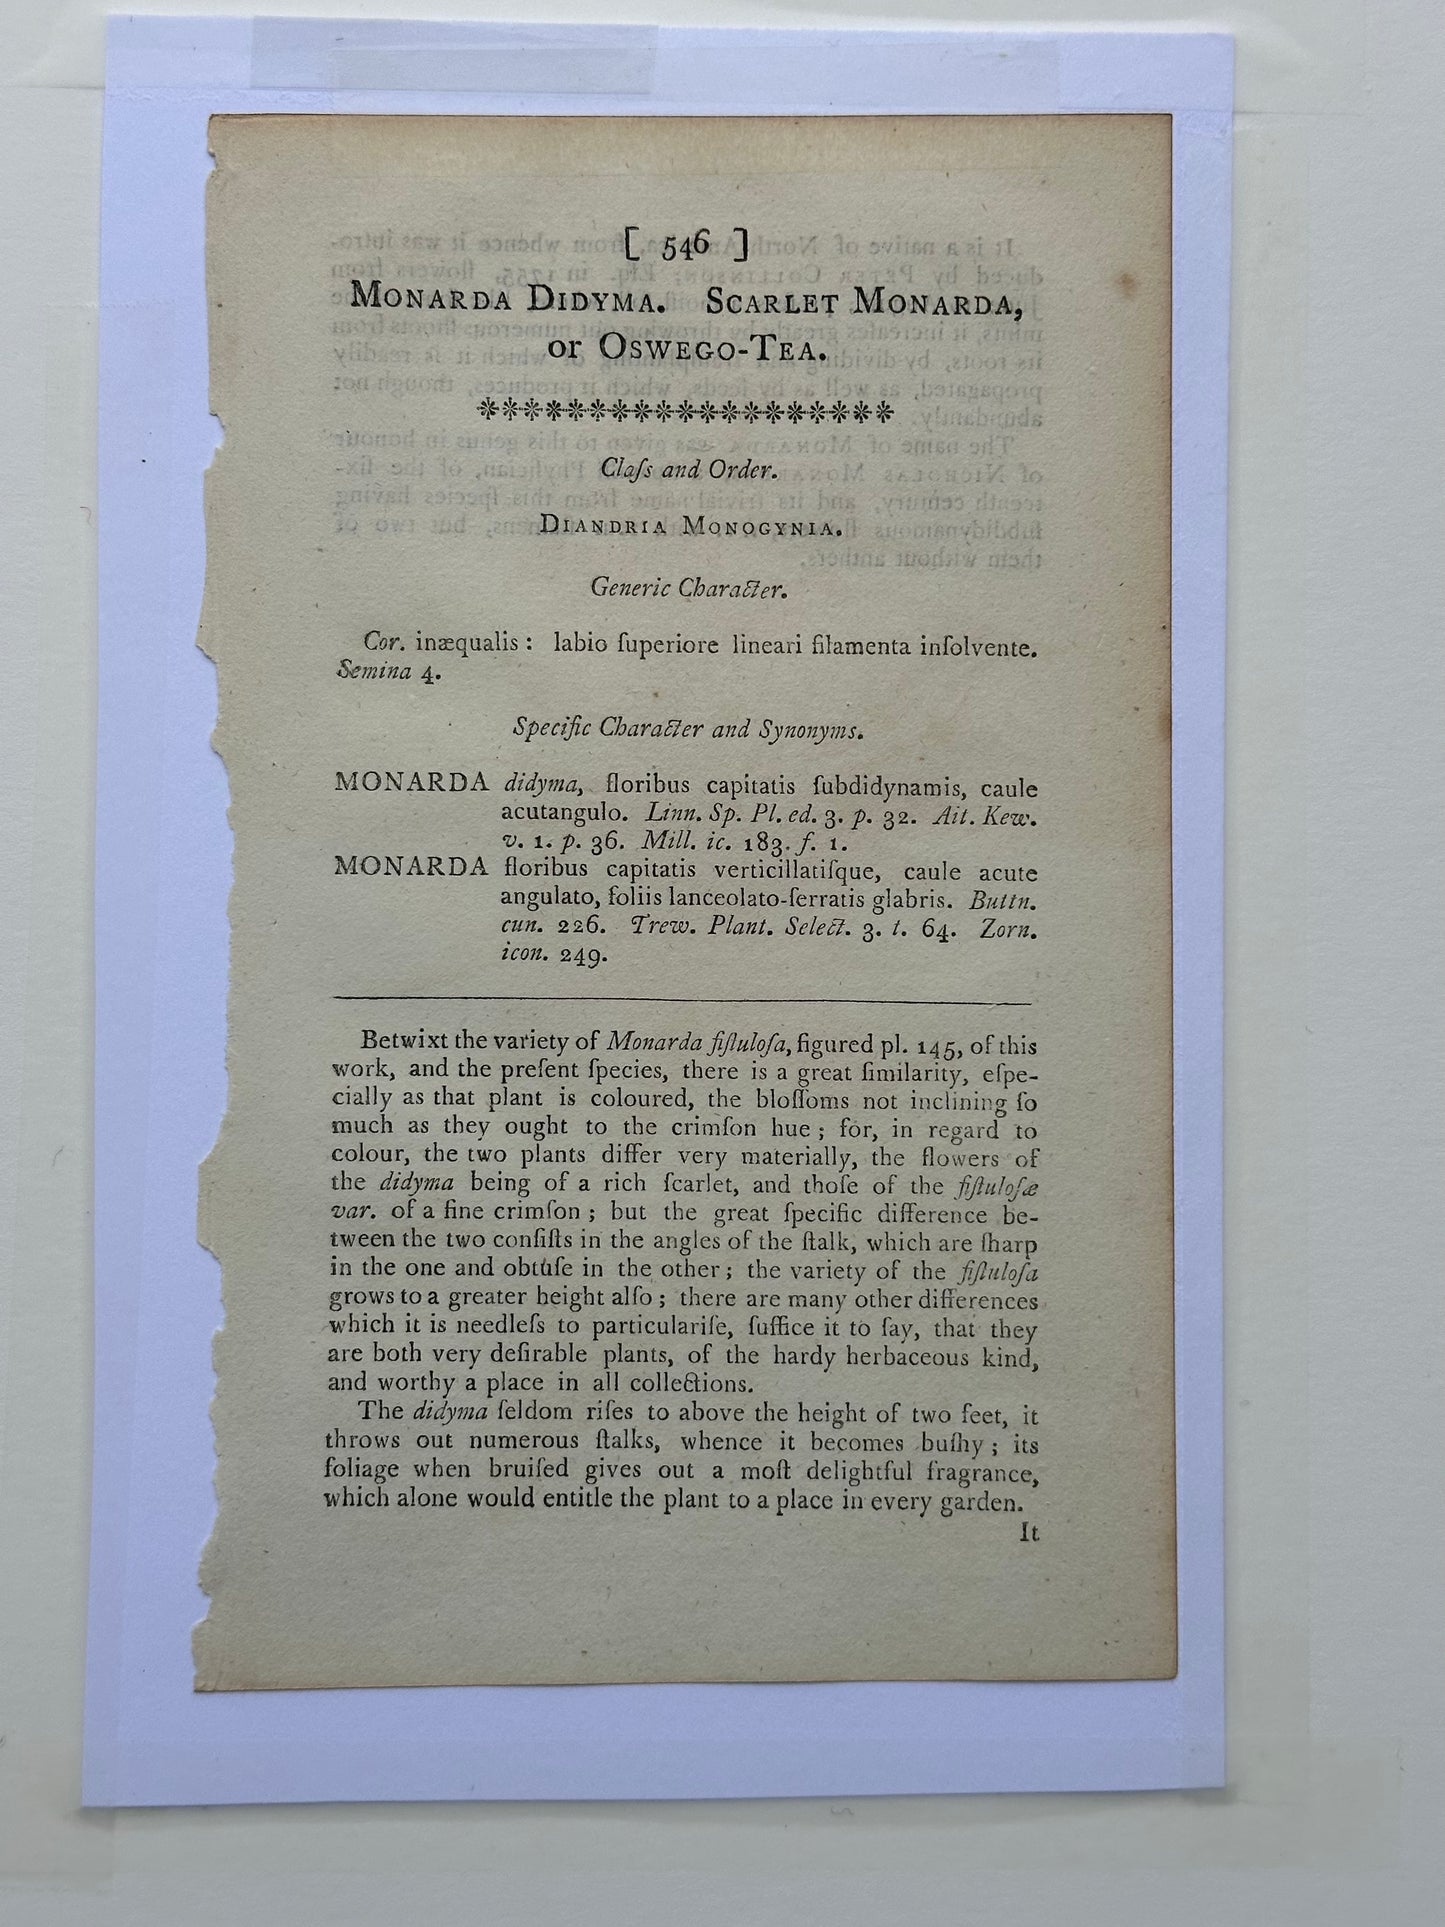 [ 546 ]
Monarda Didyma. Scarlet Monarda,
or Oswego-Tea.
Claſs and Order.
Diandria Monogynia.
Generic Character.
Cor. inæqualis : labio ſuperiore lineari filamenta inſolvente.
Semina 4.
Specific Character and Synonyms.
MONARDA didyma, floribus capitatis ſubdidynamis, caule
acutangulo. Linn. Sp. Pl. ed. 3. p. 32. Ait. Kew.
v. 1. p. 36. Mill. ic. 183. f. 1.
MONARDA floribus capitatis verticillatiſque, caule acute
angulato, foliis lanceolato-ſerratis glabris. Buttn.
cun. 226. Trew. Plant. Select. 3. t. 64. Zorn.
icon. 249.
Betwixt the variety of Monarda fiſtuloſa, figured pl. 145, of this
work, and the preſent ſpecies, there is a great ſimilarity, eſpe-
cially as that plant is coloured, the bloſſoms not inclining ſo
much as they ought to the crimſon hue ; for, in regard to
colour, the two plants differ very materially, the flowers of
the didyma being of a rich ſcarlet, and thoſe of the fiſtuloſæ
var. of a fine crimſon ; but the great ſpecific difference be-
tween the two conſiſts in the angles of the ſtalk, which are ſharp
in the one and obtuſe in the other ; the variety of the fiſtuloſa
grows to a greater height alſo ; there are many other differences
which it is needleſs to particulariſe, ſuffice it to ſay, that they
are both very deſirable plants, of the hardy herbaceous kind,
and worthy a place in all collections.
The didyma ſeldom riſes to above the height of two feet, it
throws out numerous ſtalks, whence it becomes buſhy ; its
foliage when bruiſed gives out a moſt delightful fragrance,
which alone would entitle the plant to a place in every garden.
It